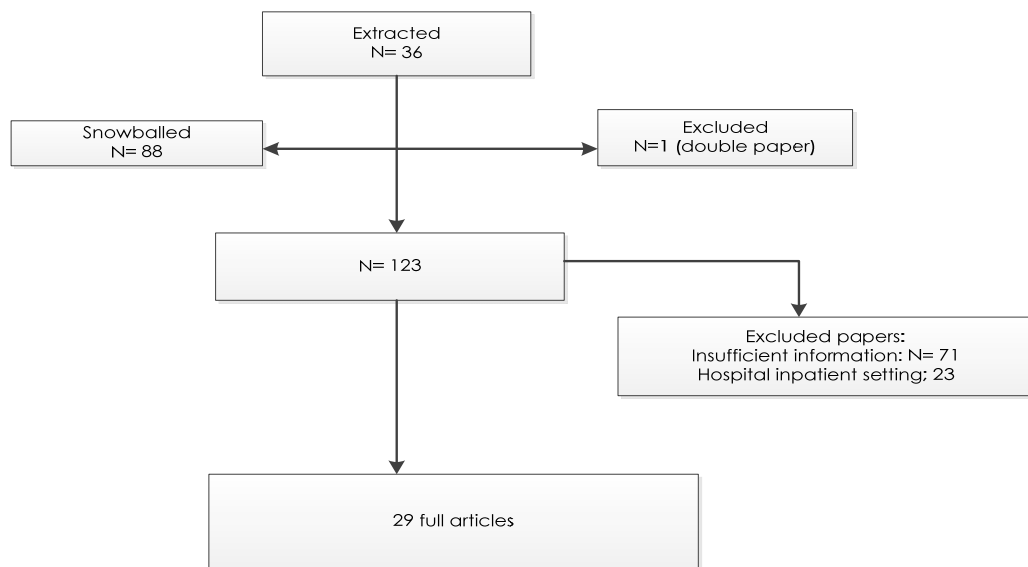 Extracted
N= 36
Snowballed
N= 88
Excluded
N=1 (double paper)
N= 123
Excluded papers:
Insufficient information: N= 71
Hospital inpatient setting; 23
29 full articles